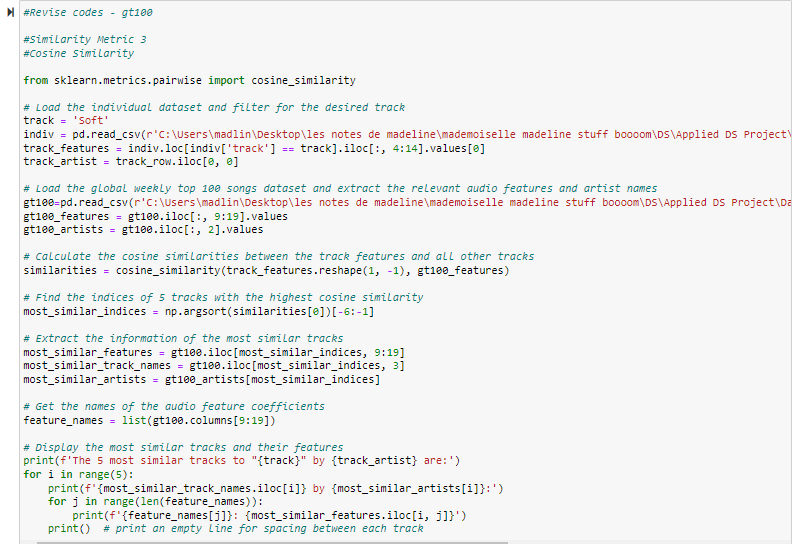 #Revise codes - gt100
#Similarity Metric 3
#Cosine Similarity
from sklearn.metrics.pairwise import cosine_similarity
# Load the individual dataset and filter for the desired track
track = 'Soft'
indiv = pd.read_csv(r'C:\Users\madlin\Desktop\les notes de madeline\mademoiselle madeline stuff boooom\DS\Applied DS Project\
track_features = indiv.loc[indiv['track'] == track].iloc[:, 4:14].values[0]
track_artist = track_row.iloc[0, 0]
# Load the global weekly top 100 songs dataset and extract the relevant audio features and artist names
gt100=pd.read_csv(r'C:\Users\madlin\Desktop\les notes de madeline\mademoiselle madeline stuff boooom\DS\Applied DS Project\Da
gt100_features = gt100.iloc[:, 9:19].values
gt100_artists = gt100.iloc[:, 2].values
# Calculate the cosine similarities between the track features and all other tracks
similarities = cosine_similarity(track_features.reshape(1, -1), gt100_features)
# Find the indices of 5 tracks with the highest cosine similarity
most_similar_indices = np.argsort(similarities[0])[-6:-1]
# Extract the information of the most similar tracks
most_similar_features = gt100.iloc[most_similar_indices, 9:19]
most_similar_track_names = gt100.iloc[most_similar_indices, 3]
most_similar_artists = gt100_artists[most_similar_indices]
# Get the names of the audio feature coefficients
feature_names = list(gt100.columns[9:19])
# Display the most similar tracks and their features
print(f'The 5 most similar tracks to "{track}" by {track_artist} are:')
for i in range(5):
    print(f'{most_similar_track_names.iloc[i]} by {most_similar_artists[i]}:')
    for j in range(len(feature_names)):
        print(f'{feature_names[j]}: {most_similar_features.iloc[i, j]}')
    print()  # print an empty line for spacing between each track